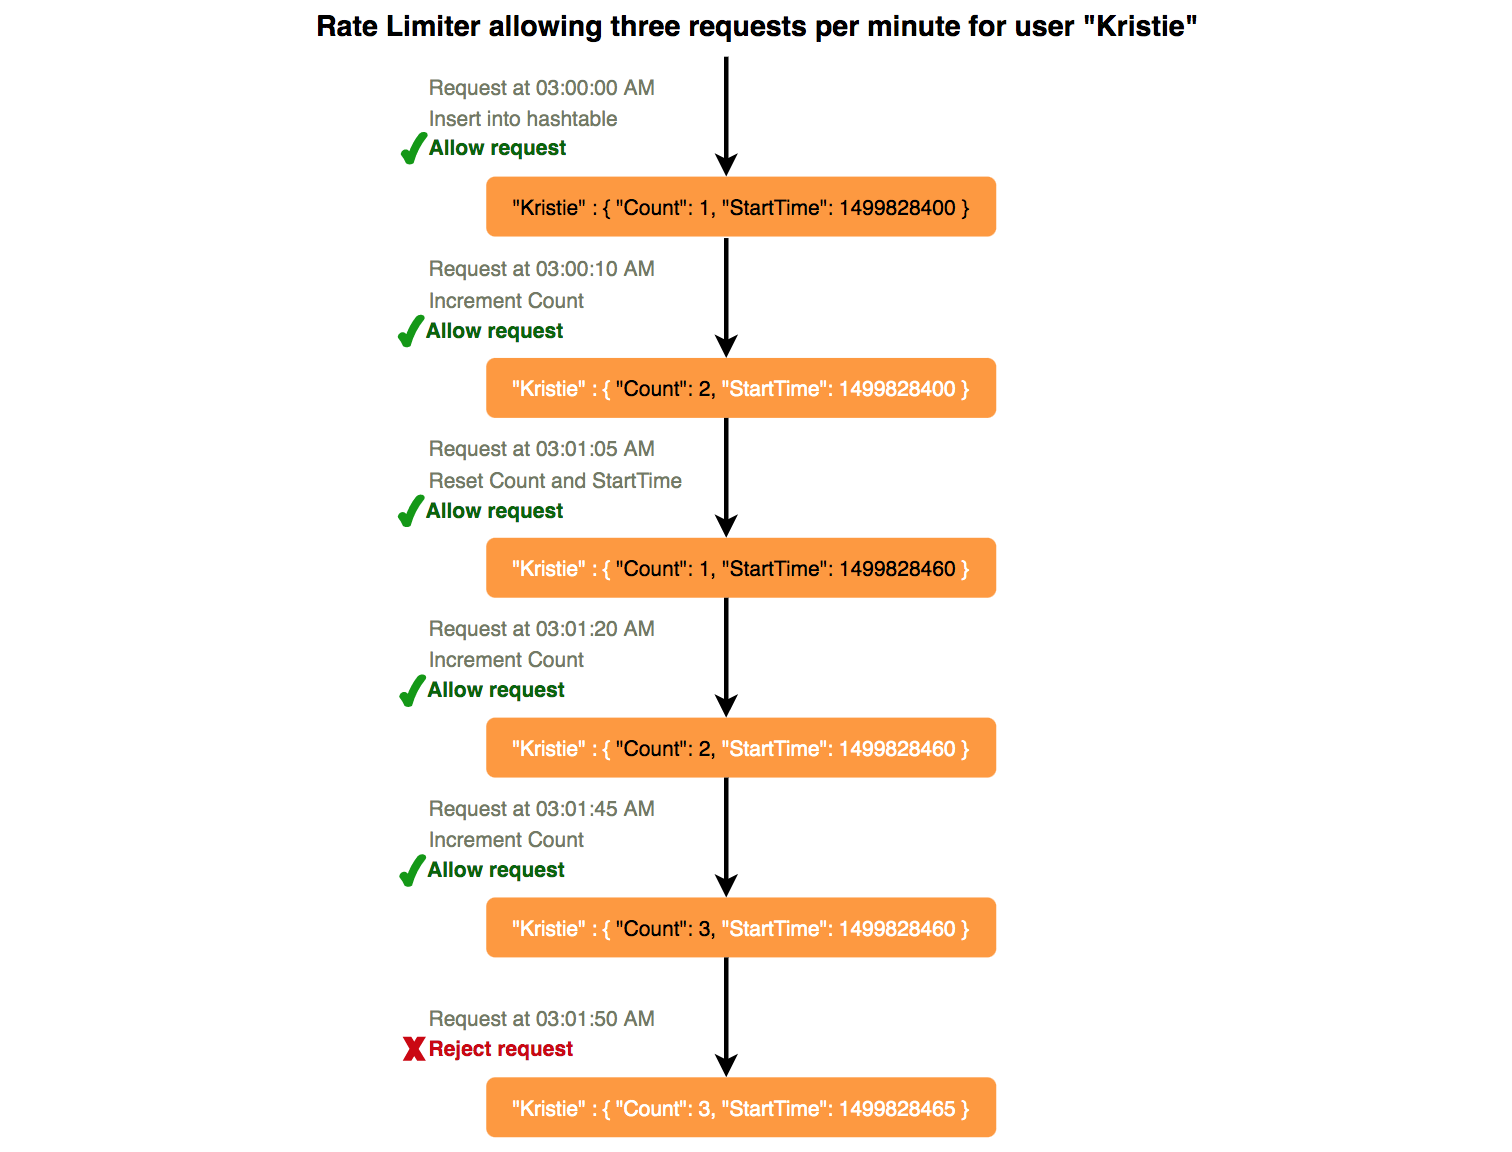 Rate Limiter allowing three requests per minute for user "Kristie"
Request at 03:00:00 AM
Insert into hashtable
Allow request
"Kristie" : { "Count": 1, "StartTime": 1499828400 }
Request at 03:00:10 AM
Increment Count
Allow request
"Kristie" : { "Count": 2, "StartTime": 1499828400 }
Request at 03:01:05 AM
Reset Count and StartTime
Allow request
"Kristie" : { "Count": 1, "StartTime": 1499828460 }
Request at 03:01:20 AM
Increment Count
Allow request
"Kristie" : { "Count": 2, "StartTime": 1499828460 }
Request at 03:01:45 AM
Increment Count
Allow request
"Kristie" : { "Count": 3, "StartTime": 1499828460 }
Request at 03:01:50 AM
Reject request
"Kristie" : { "Count": 3, "StartTime": 1499828465 }